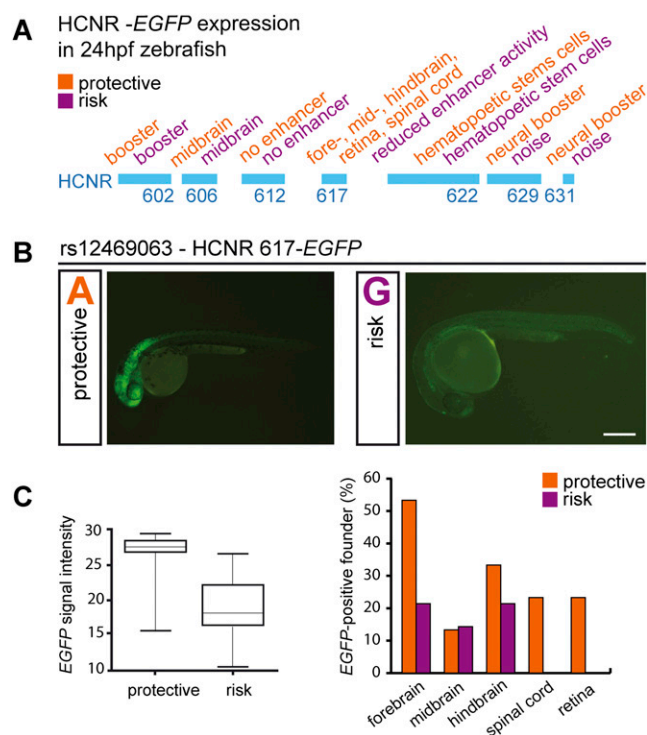 A
HCNR -EGFP expression
in 24hpf zebrafish
protective
risk
booster
booster
midbrain
midbrain
no enhancer
no enhancer
fore-, mid-, hindbrain,
retina, spinal cord
reduced enhancer activity
hematopoetic stems cells
hematopoetic stem cells
neural booster
noise
neural booster
noise
HCNR
602 606 612 617 622 629 631
B
rs12469063 - HCNR 617-EGFP
A
protective
G
risk
C
EGFP signal intensity
30
25
20
15
10
protective risk
EGFP-positive founder (%)
60
50
40
30
20
10
0
protective
risk
forebrain
midbrain
hindbrain
spinal cord
retina